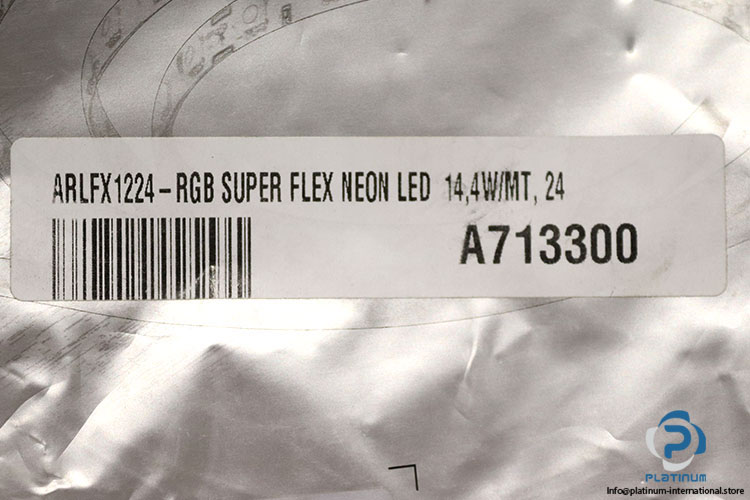 ARLFX1224-RGB SUPER FLEX NEON LED 14,4W/MT, 24
A713300
PLATINUM
Info@platinum-international.store